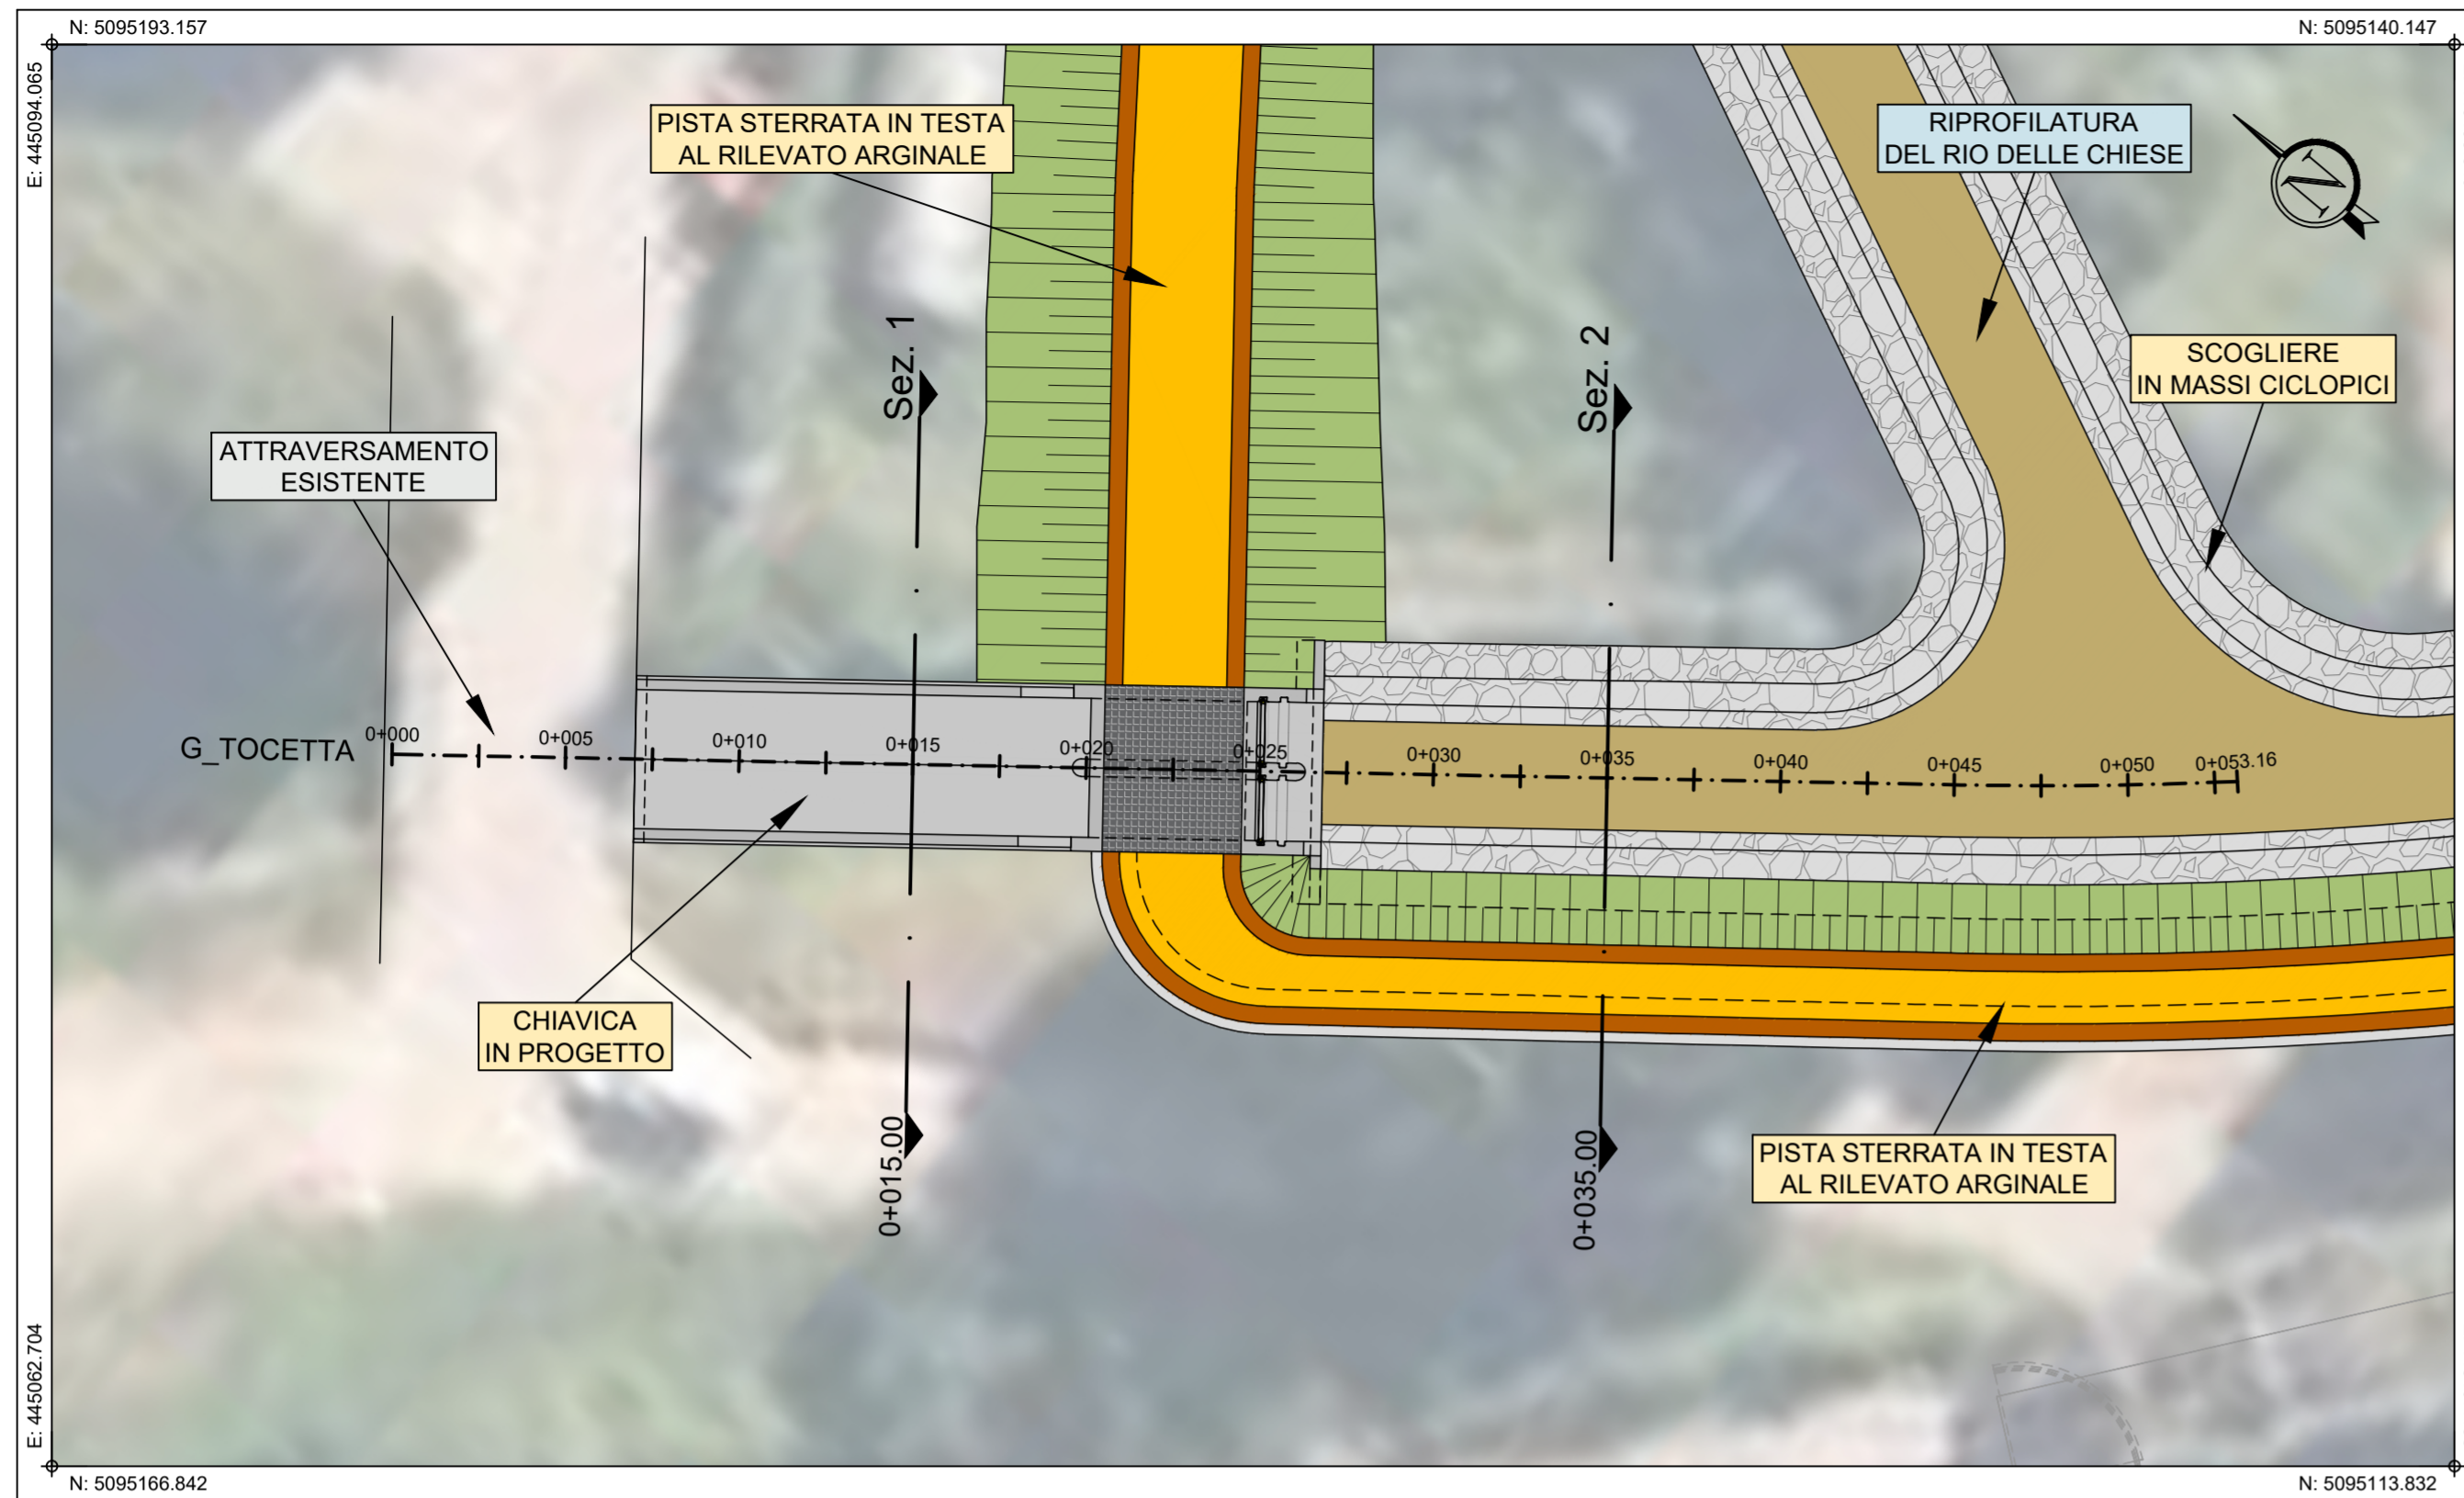 N: 5095193.157
N: 5095140.147
E: 445094.065
PISTA STERRATA IN TESTA
AL RILEVATO ARGINALE
RIPROFILATURA
DEL RIO DELLE CHIESE
N
Sez. 1
Sez. 2
SCOGLIERE
IN MASSI CICLOPICI
ATTRAVERSAMENTO
ESISTENTE
G_TOCETTA
0+000
0+005
0+010
0+015
0+020
0+025
0+030
0+035
0+040
0+045
0+050
0+053.16
CHIAVICA
IN PROGETTO
0+015.00
0+035.00
PISTA STERRATA IN TESTA
AL RILEVATO ARGINALE
E: 445062.704
N: 5095166.842
N: 5095113.832